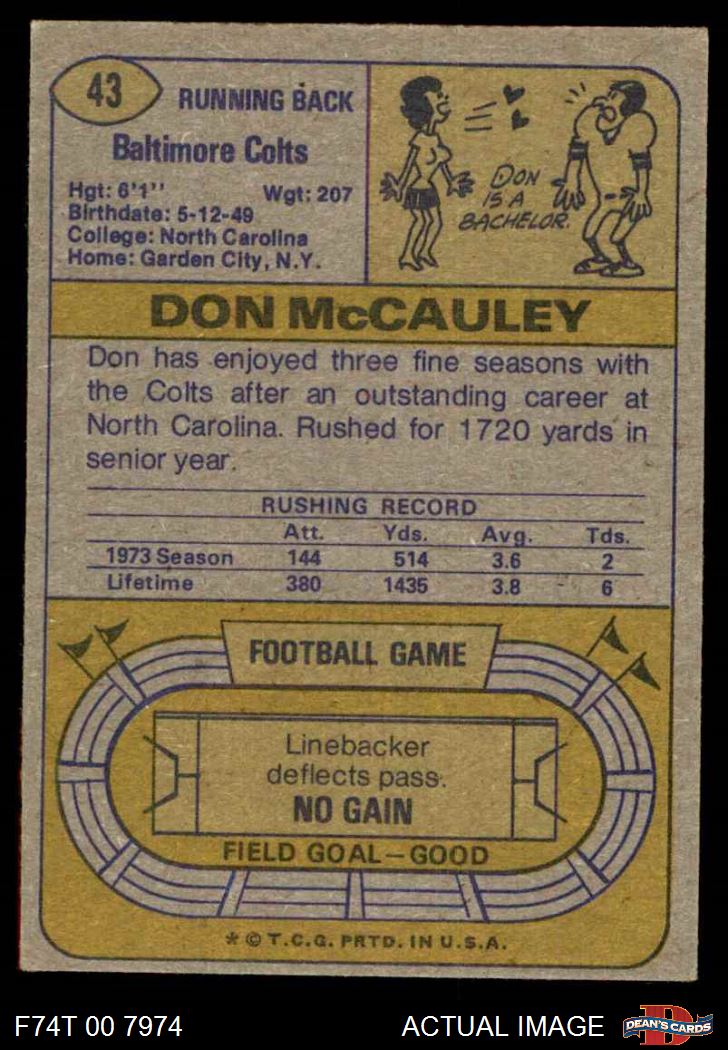 43
RUNNING BACK
Baltimore Colts
Hgt: 6'1'' Wgt: 207
Birthdate: 5-12-49
College: North Carolina
Home: Garden City, N.Y.
DON
IS A
BACHELOR.
DON McCAULEY
Don has enjoyed three fine seasons with
the Colts after an outstanding career at
North Carolina. Rushed for 1720 yards in
senior year.
RUSHING RECORD
Att. Yds. Avg. Tds.
1973 Season 144 514 3.6 2
Lifetime 380 1435 3.8 6
FOOTBALL GAME
Linebacker
deflects pass.
NO GAIN
FIELD GOAL—GOOD
* © T.C.G. PRTD. IN U.S.A.
F74T 00 7974 ACTUAL IMAGE
D
DEAN'S CARDS